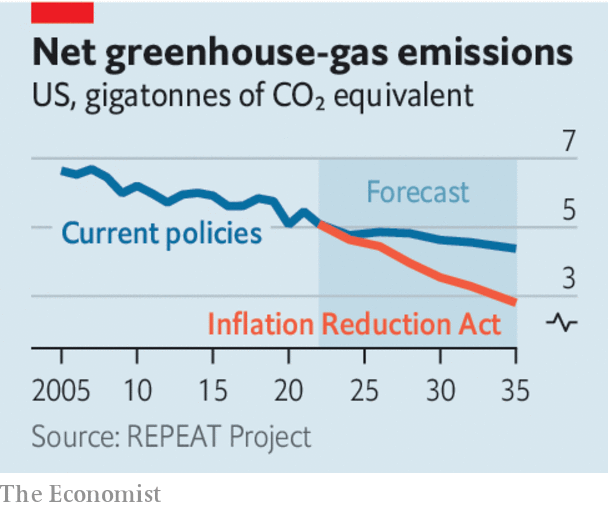 Net greenhouse-gas emissions
US, gigatonnes of CO₂ equivalent
7
Forecast
5
Current policies
3
Inflation Reduction Act
2005 10 15 20 25 30 35
Source: REPEAT Project
The Economist